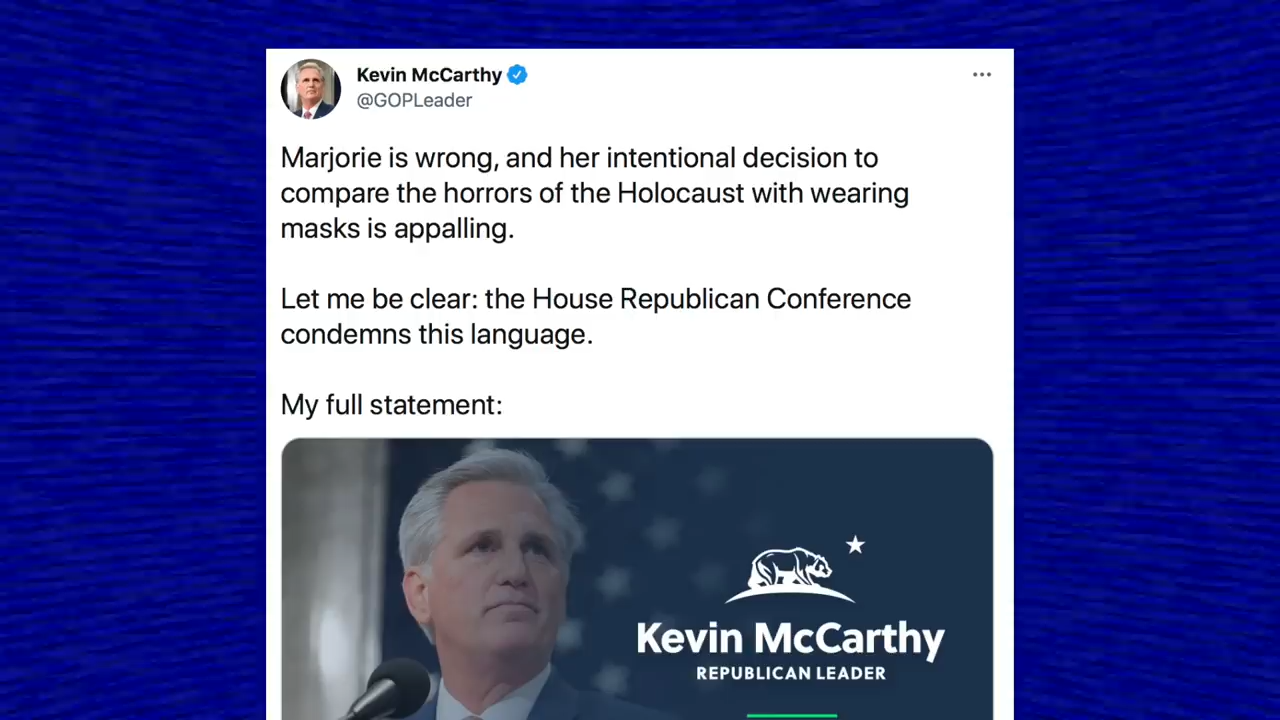 Kevin McCarthy
@GOPLeader
Marjorie is wrong, and her intentional decision to
compare the horrors of the Holocaust with wearing
masks is appalling.
Let me be clear: the House Republican Conference
condemns this language.
My full statement:
Kevin McCarthy
REPUBLICAN LEADER